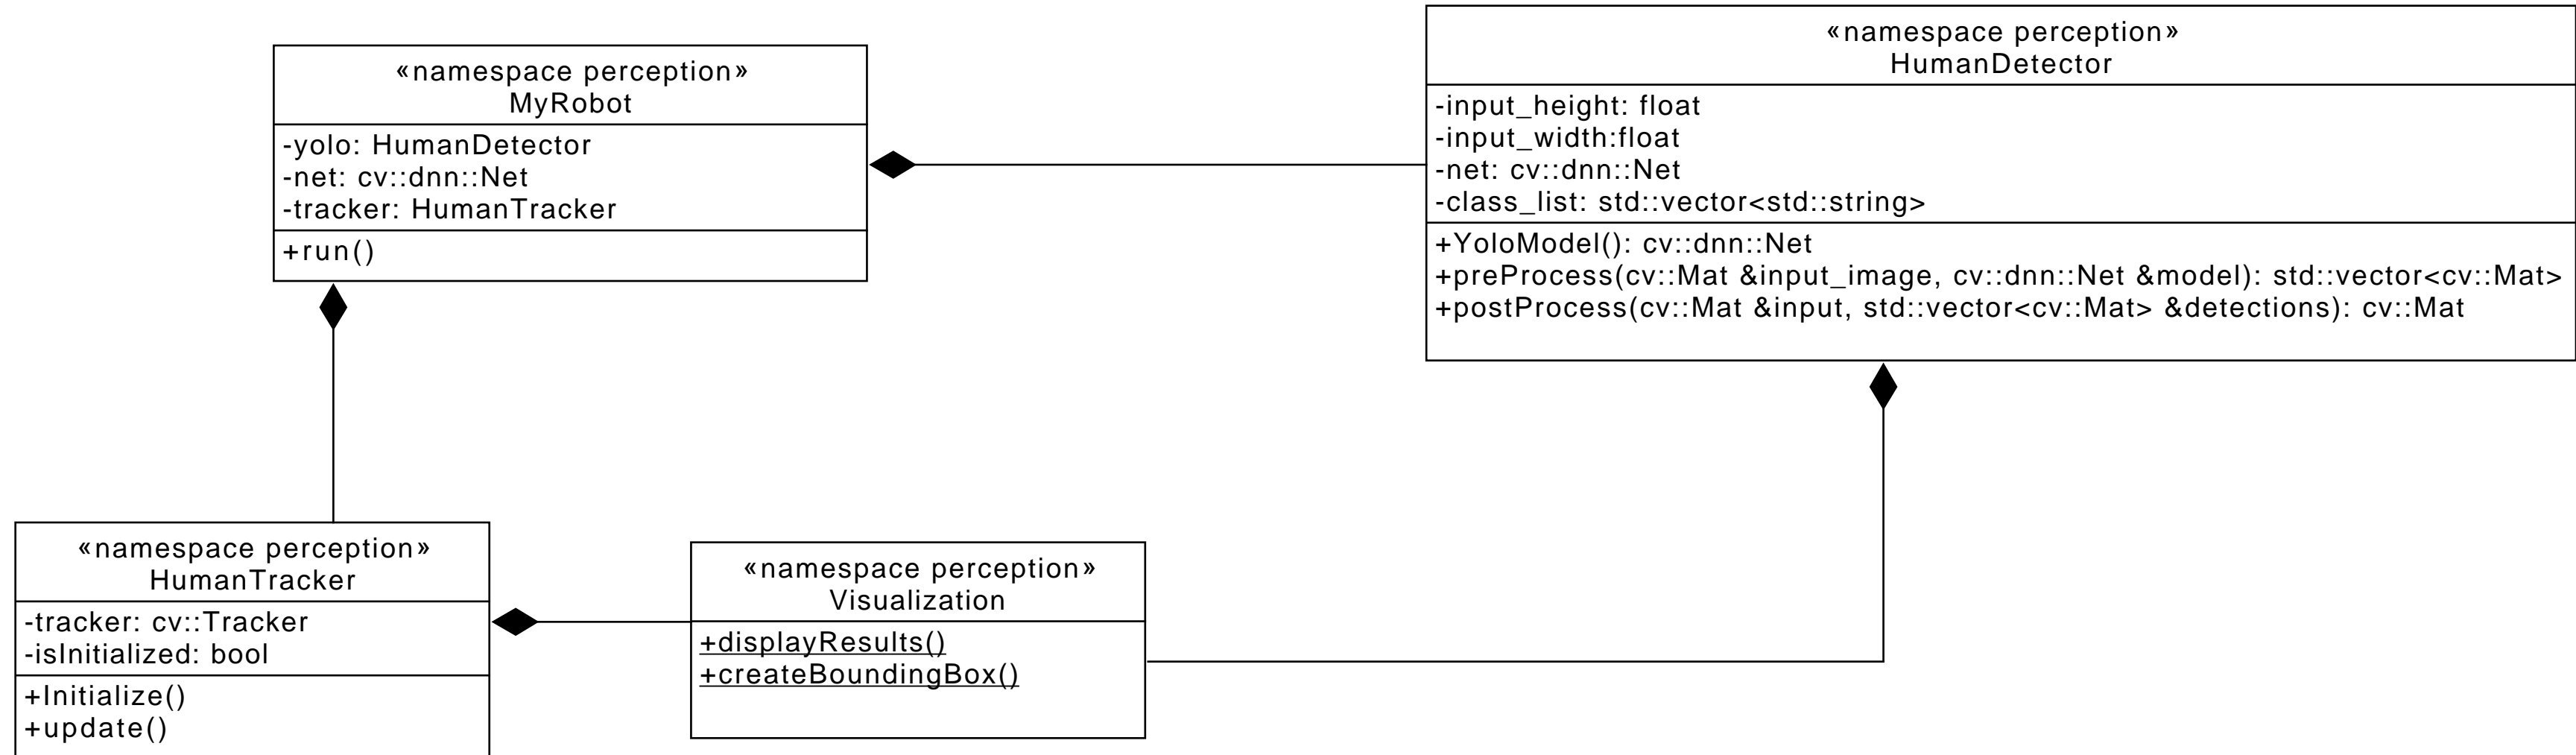 «namespace perception»
MyRobot
-yolo: HumanDetector
-net: cv::dnn::Net
-tracker: HumanTracker
+run()
«namespace perception»
HumanDetector
-input_height: float
-input_width:float
-net: cv::dnn::Net
-class_list: std::vector<std::string>
+YoloModel(): cv::dnn::Net
+preProcess(cv::Mat &input_image, cv::dnn::Net &model): std::vector<cv::Mat>
+postProcess(cv::Mat &input, std::vector<cv::Mat> &detections): cv::Mat
«namespace perception»
HumanTracker
-tracker: cv::Tracker
-isInitialized: bool
+Initialize()
+update()
«namespace perception»
Visualization
+displayResults()
+createBoundingBox()